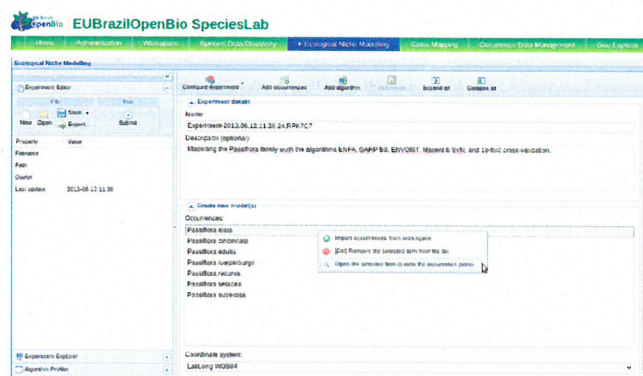 OpenBio EUBrazilOpenBio SpeciesLab
Home Administration Workspace Species Data Discovery Ecological Niche Modelling Cross Mapping Occurrence Data Management Geo Explorer
Ecological Niche Modelling
Experiment Editor
File Run
New Open Save Export Submit
Property Value
Filename
Path
Owner
Last update 2013-06-12 11:36
Experiment Explorer
Algorithm Profiler
Configure experiment Add occurrences Add algorithm Expand all Collapse all
Experiment details
Name:
Description (optional):
Modelling the Passiflora family with the algorithms ENFA, GARP BS, ENVDIST, Maxent & SVN, and 10-fold cross-validation.
Create new model(s)
Occurrences:
Passiflora alata
Passiflora cincinnata
Passiflora edulis
Passiflora luetzelburgii
Passiflora recurva
Passiflora setacea
Passiflora suberosa
Import occurrences from workspace
[Del] Remove the selected item from the list
Open the selected item to view the occurrence points
Coordinate system:
LatLong WGS84